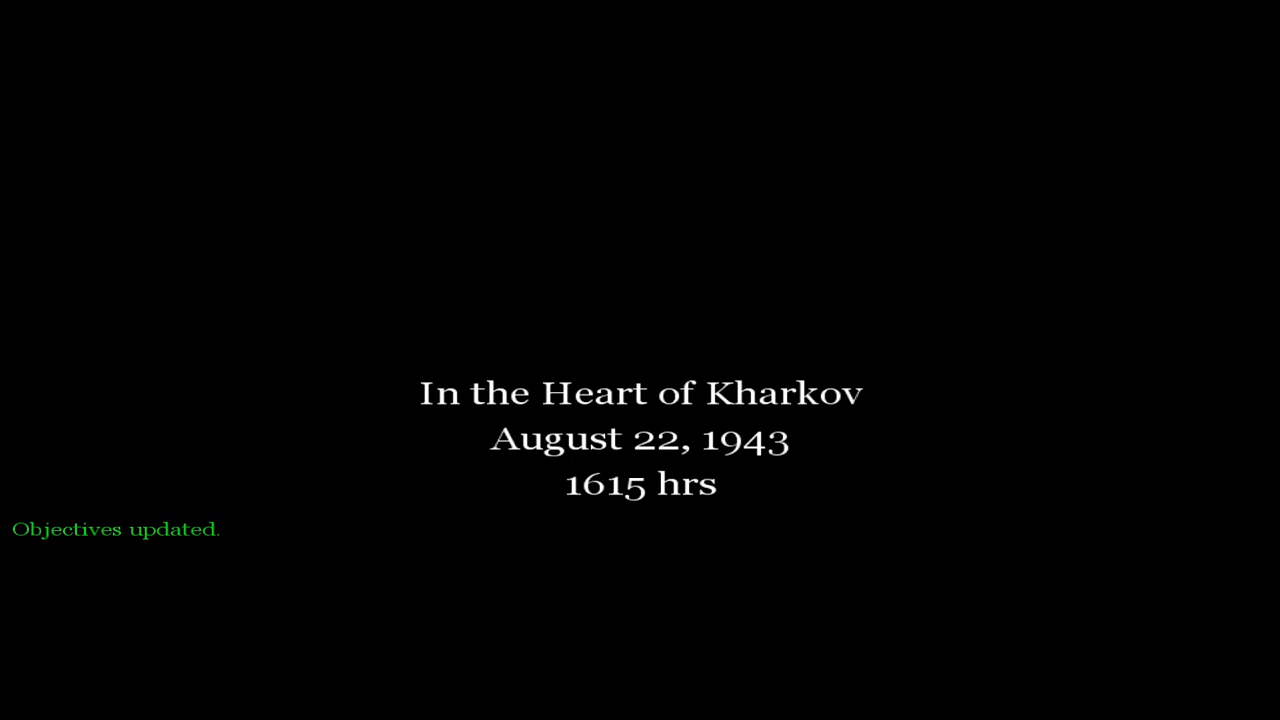 In the Heart of Kharkov
August 22, 1943
1615 hrs
Objectives updated.